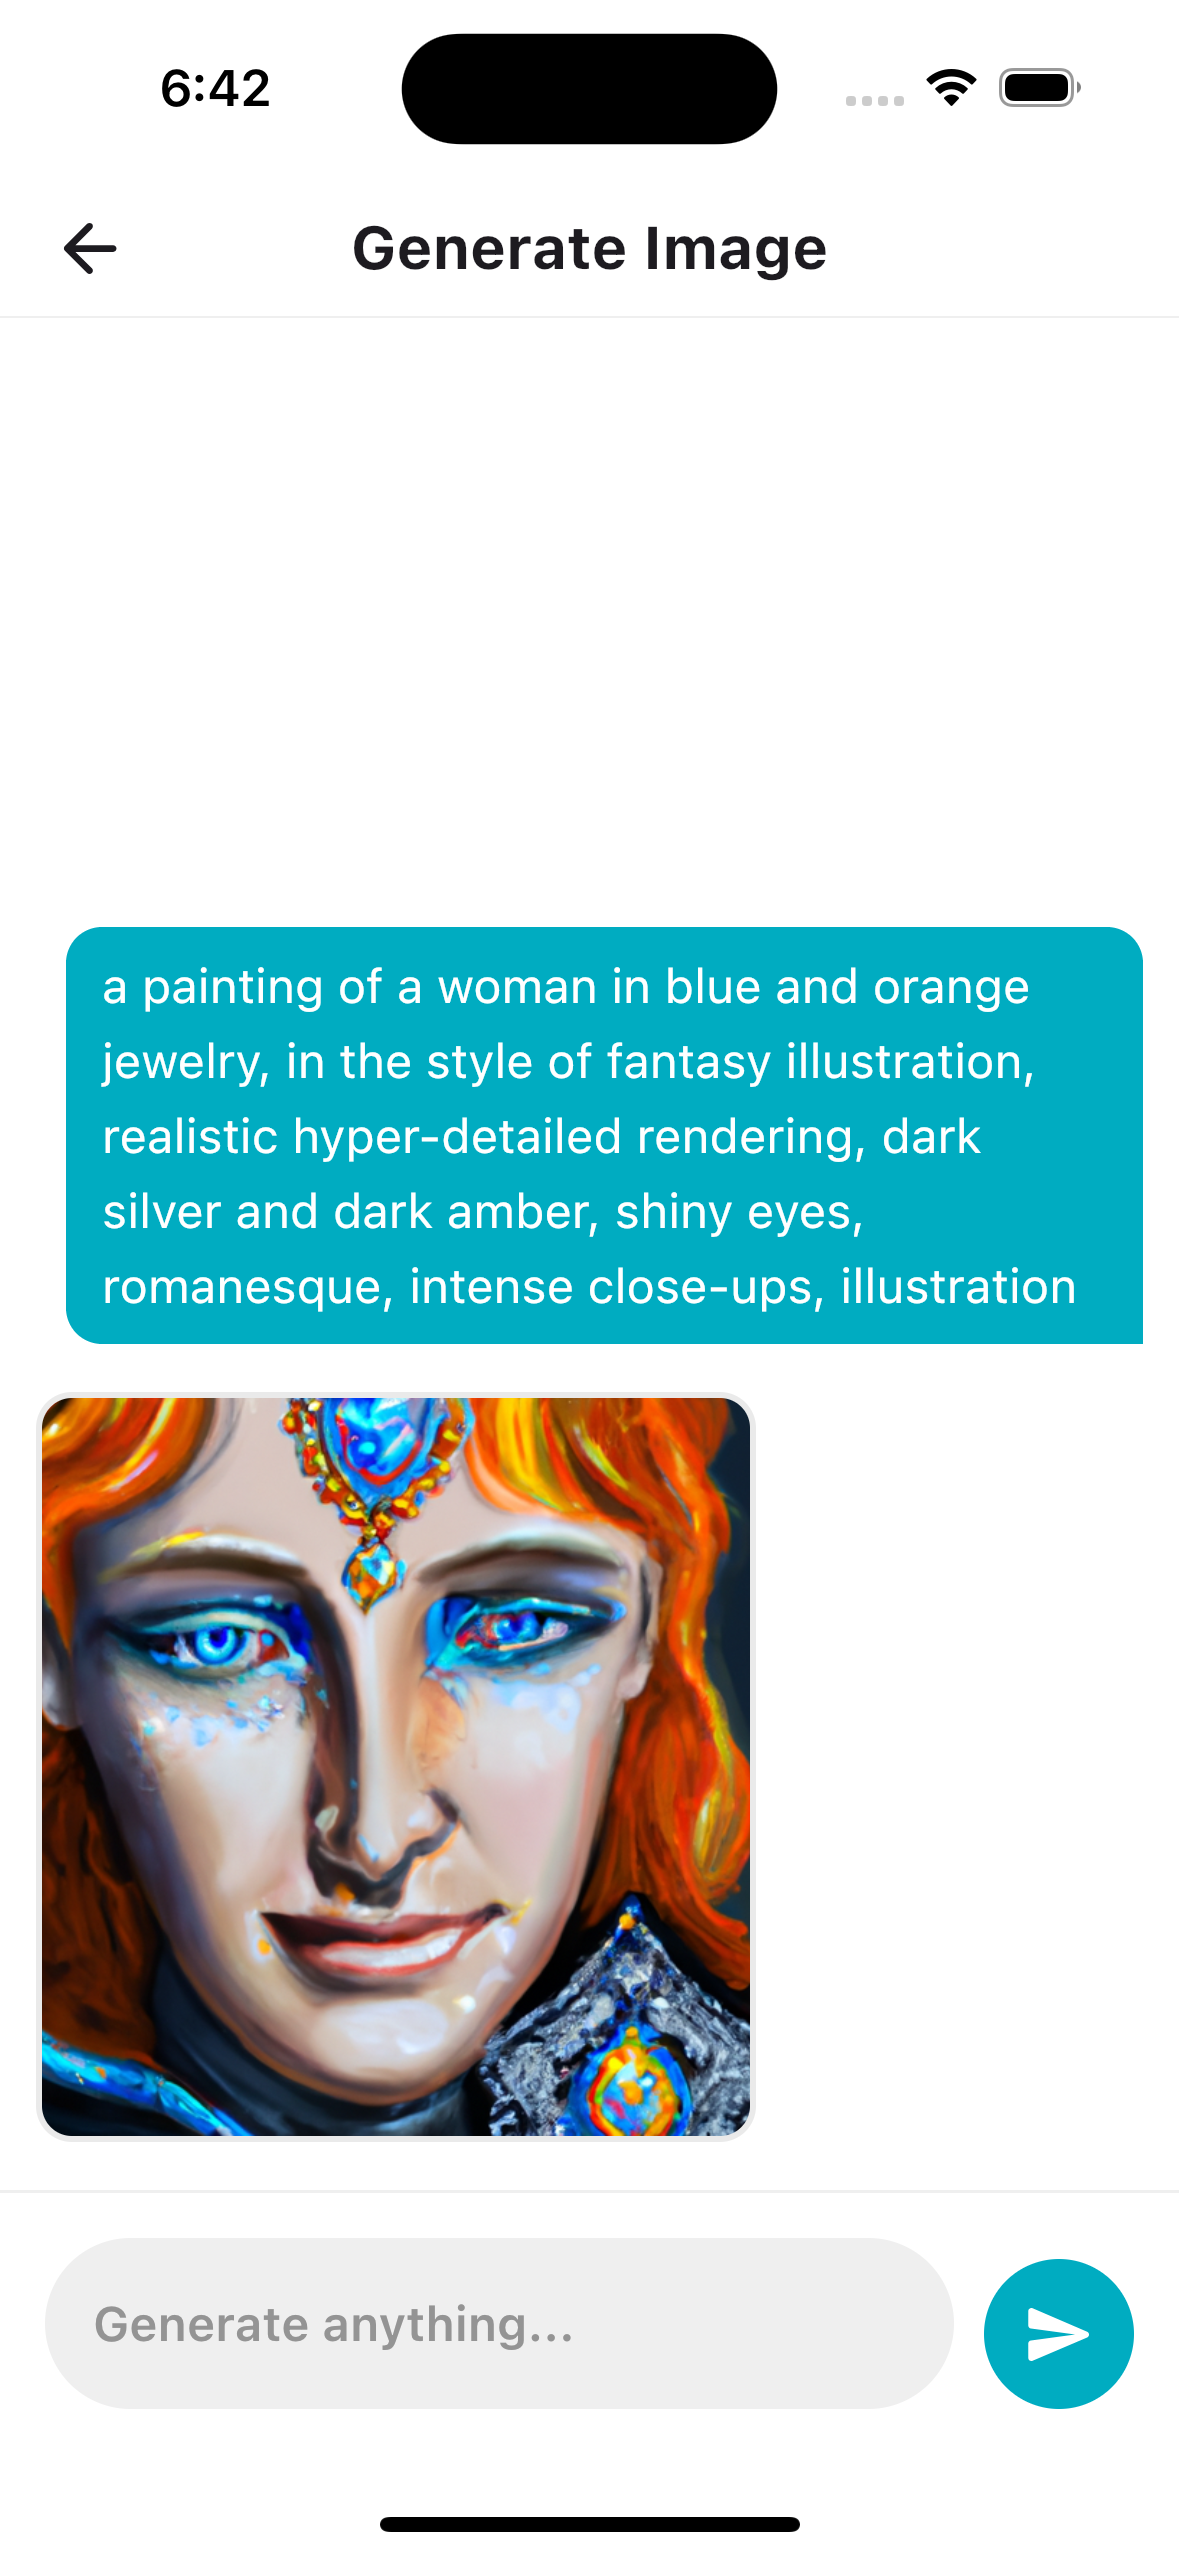 6:42
Generate Image
a painting of a woman in blue and orange
jewelry, in the style of fantasy illustration,
realistic hyper-detailed rendering, dark
silver and dark amber, shiny eyes,
romanesque, intense close-ups, illustration
Generate anything...